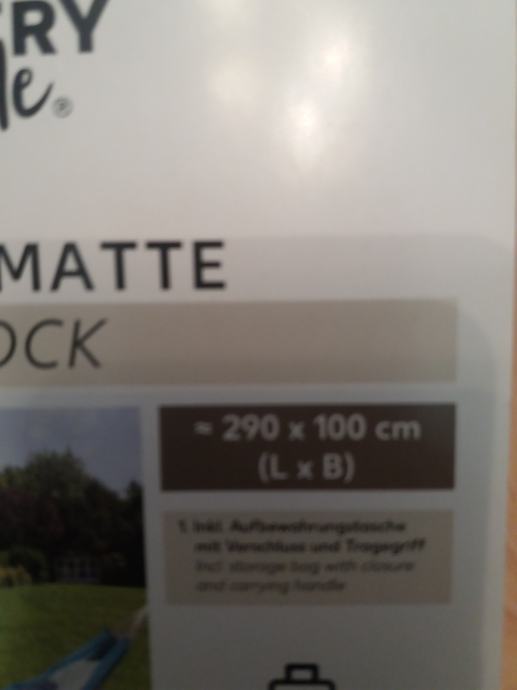 RY
le®
MATTE
OCK
≈ 290 x 100 cm
(L x B)
1. Inkl. Aufbewahrungstasche
mit Verschluss und Tragegriff
Incl. storage bag with closure
and carrying handle